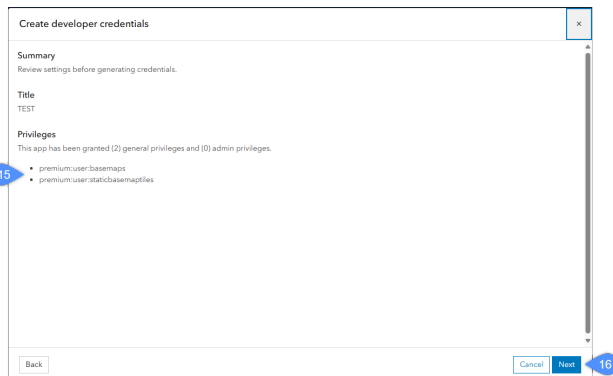 Create developer credentials
×
Summary
Review settings before generating credentials.
Title
TEST
Privileges
This app has been granted (2) general privileges and (0) admin privileges.
15
• premium:user:basemaps
• premium:user:staticbasemaptiles
Back
Cancel
Next
16